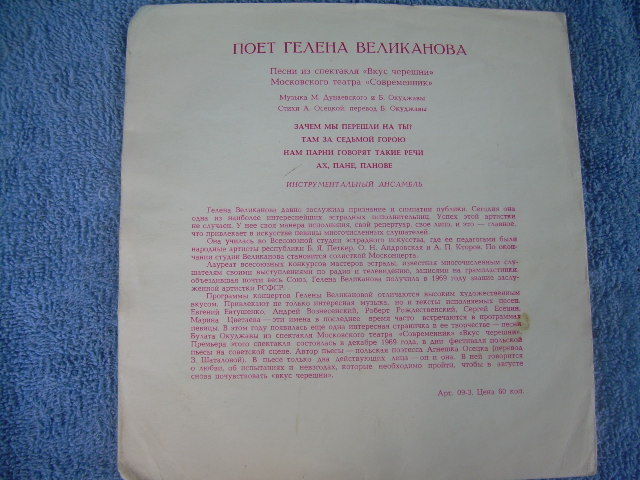 ПОЕТ ГЕЛЕНА ВЕЛИКАНОВА
Песни из спектакля «Вкус черешни»
Московского театра «Современник»
Музыка М. Дунаевского и Б. Окуджавы
Стихи А. Осецкой, перевод Б. Окуджавы
ЗАЧЕМ МЫ ПЕРЕШЛИ НА ТЫ?
ТАМ ЗА СЕДЬМОЙ ГОРОЮ
НАМ ПАРНИ ГОВОРЯТ ТАКИЕ РЕЧИ
АХ, ПАНЕ, ПАНОВЕ
ИНСТРУМЕНТАЛЬНЫЙ АНСАМБЛЬ
Гелена Великанова давно заслужила признание и симпатии публики. Сегодня она
одна из наиболее интереснейших эстрадных исполнительниц. Успех этой артистки
не случаен. У нее своя манера исполнения, свой репертуар, свое лицо, и это — главное,
что привлекает в искусстве певицы многочисленных слушателей.
Она училась во Всесоюзной студии эстрадного искусства, где ее педагогами были
народные артисты республики Б. Я. Петкер, О. Н. Андровская и А. П. Кторов. По окон-
чании студии Великанова становится солисткой Москонцерта.
Лауреат всесоюзных конкурсов мастеров эстрады, известная многочисленным слу-
шателям своими выступлениями по радио и телевидению, записями на грампластинки,
объездившая почти весь Союз, Гелена Великанова получила в 1969 году звание заслу-
женной артистки РСФСР.
Программы концертов Гелены Великановой отличаются высоким художественным
вкусом. Привлекают не только интересная музыка, но и тексты исполняемых песен.
Евгений Евтушенко, Андрей Вознесенский, Роберт Рождественский, Сергей Есенин,
Марина Цветаева — эти имена в последнее время часто встречаются в программах
певицы. В этом году появилась еще одна интересная страничка в ее творчестве — песни
Булата Окуджавы из спектакля Московского театра «Современник» «Вкус черешни».
Премьера этого спектакля состоялась в декабре 1969 года, в дни фестиваля польской
пьесы на советской сцене. Автор пьесы — польская поэтесса Агнешка Осецка (перевод
З. Шаталовой). В пьесе только два действующих лица — он и она. В ней говорится
о любви, об испытаниях и невзгодах, которые необходимо пройти, чтобы в августе
снова почувствовать «вкус черешни».
Арт. 09-3. Цена 60 коп.